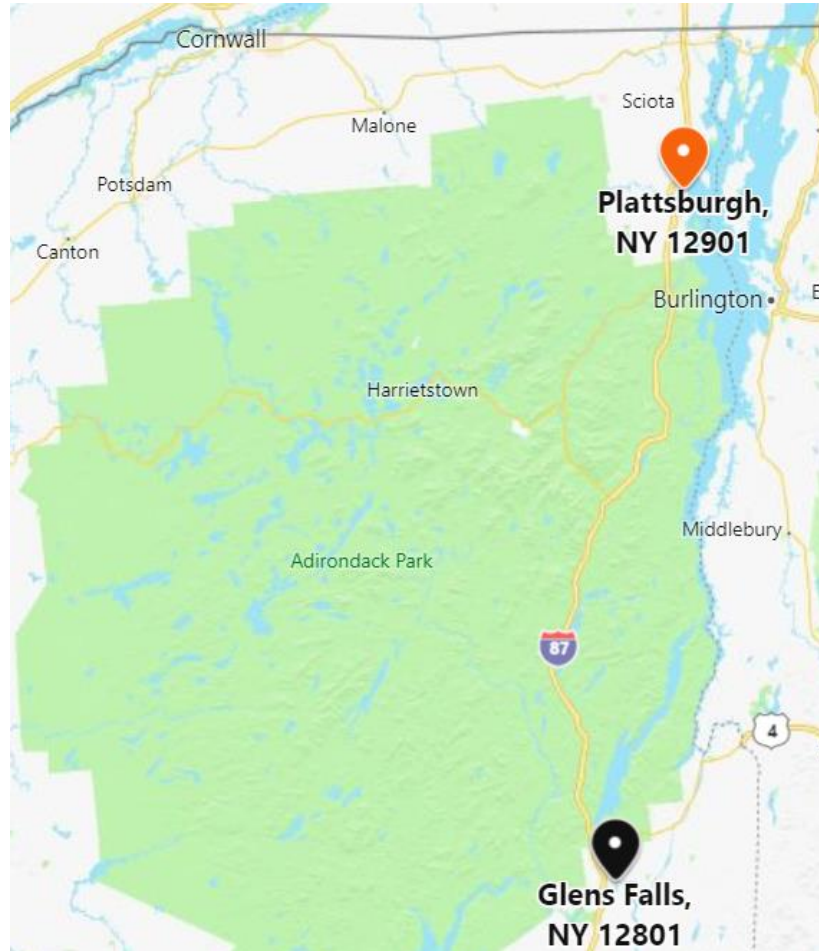 Cornwall
Sciota
Malone
Potsdam
Plattsburgh,
NY 12901
Canton
Burlington
Harrietstown
Middlebury
Adirondack Park
87
4
Glens Falls,
NY 12801